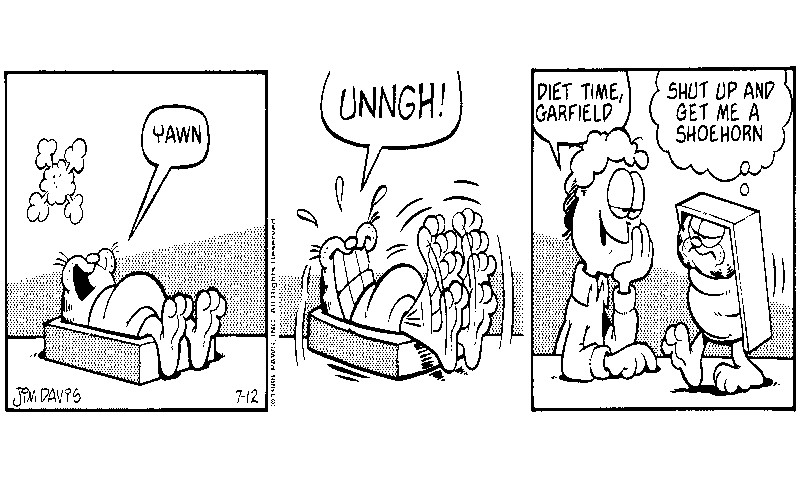 YAWN
JIM DAVIS
7-12
UNNGH!
DIET TIME,
GARFIELD
SHUT UP AND
GET ME A
SHOEHORN